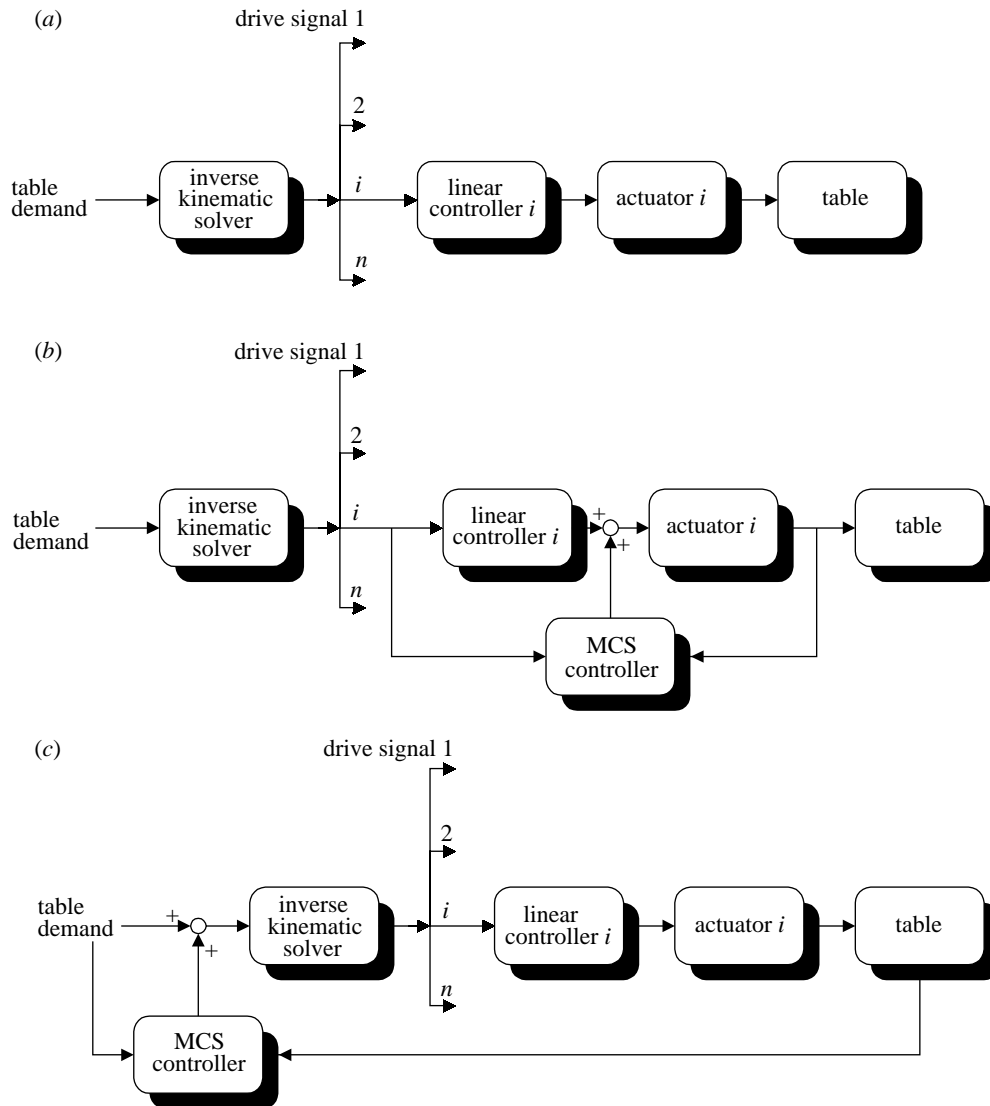 (a)
drive signal 1
2
table
demand
inverse
kinematic
solver
i
linear
controller i
actuator i
table
n
(b)
drive signal 1
2
table
demand
inverse
kinematic
solver
i
linear
controller i
+
+
actuator i
table
n
MCS
controller
(c)
drive signal 1
2
table
demand
+
+
inverse
kinematic
solver
i
linear
controller i
actuator i
table
n
MCS
controller